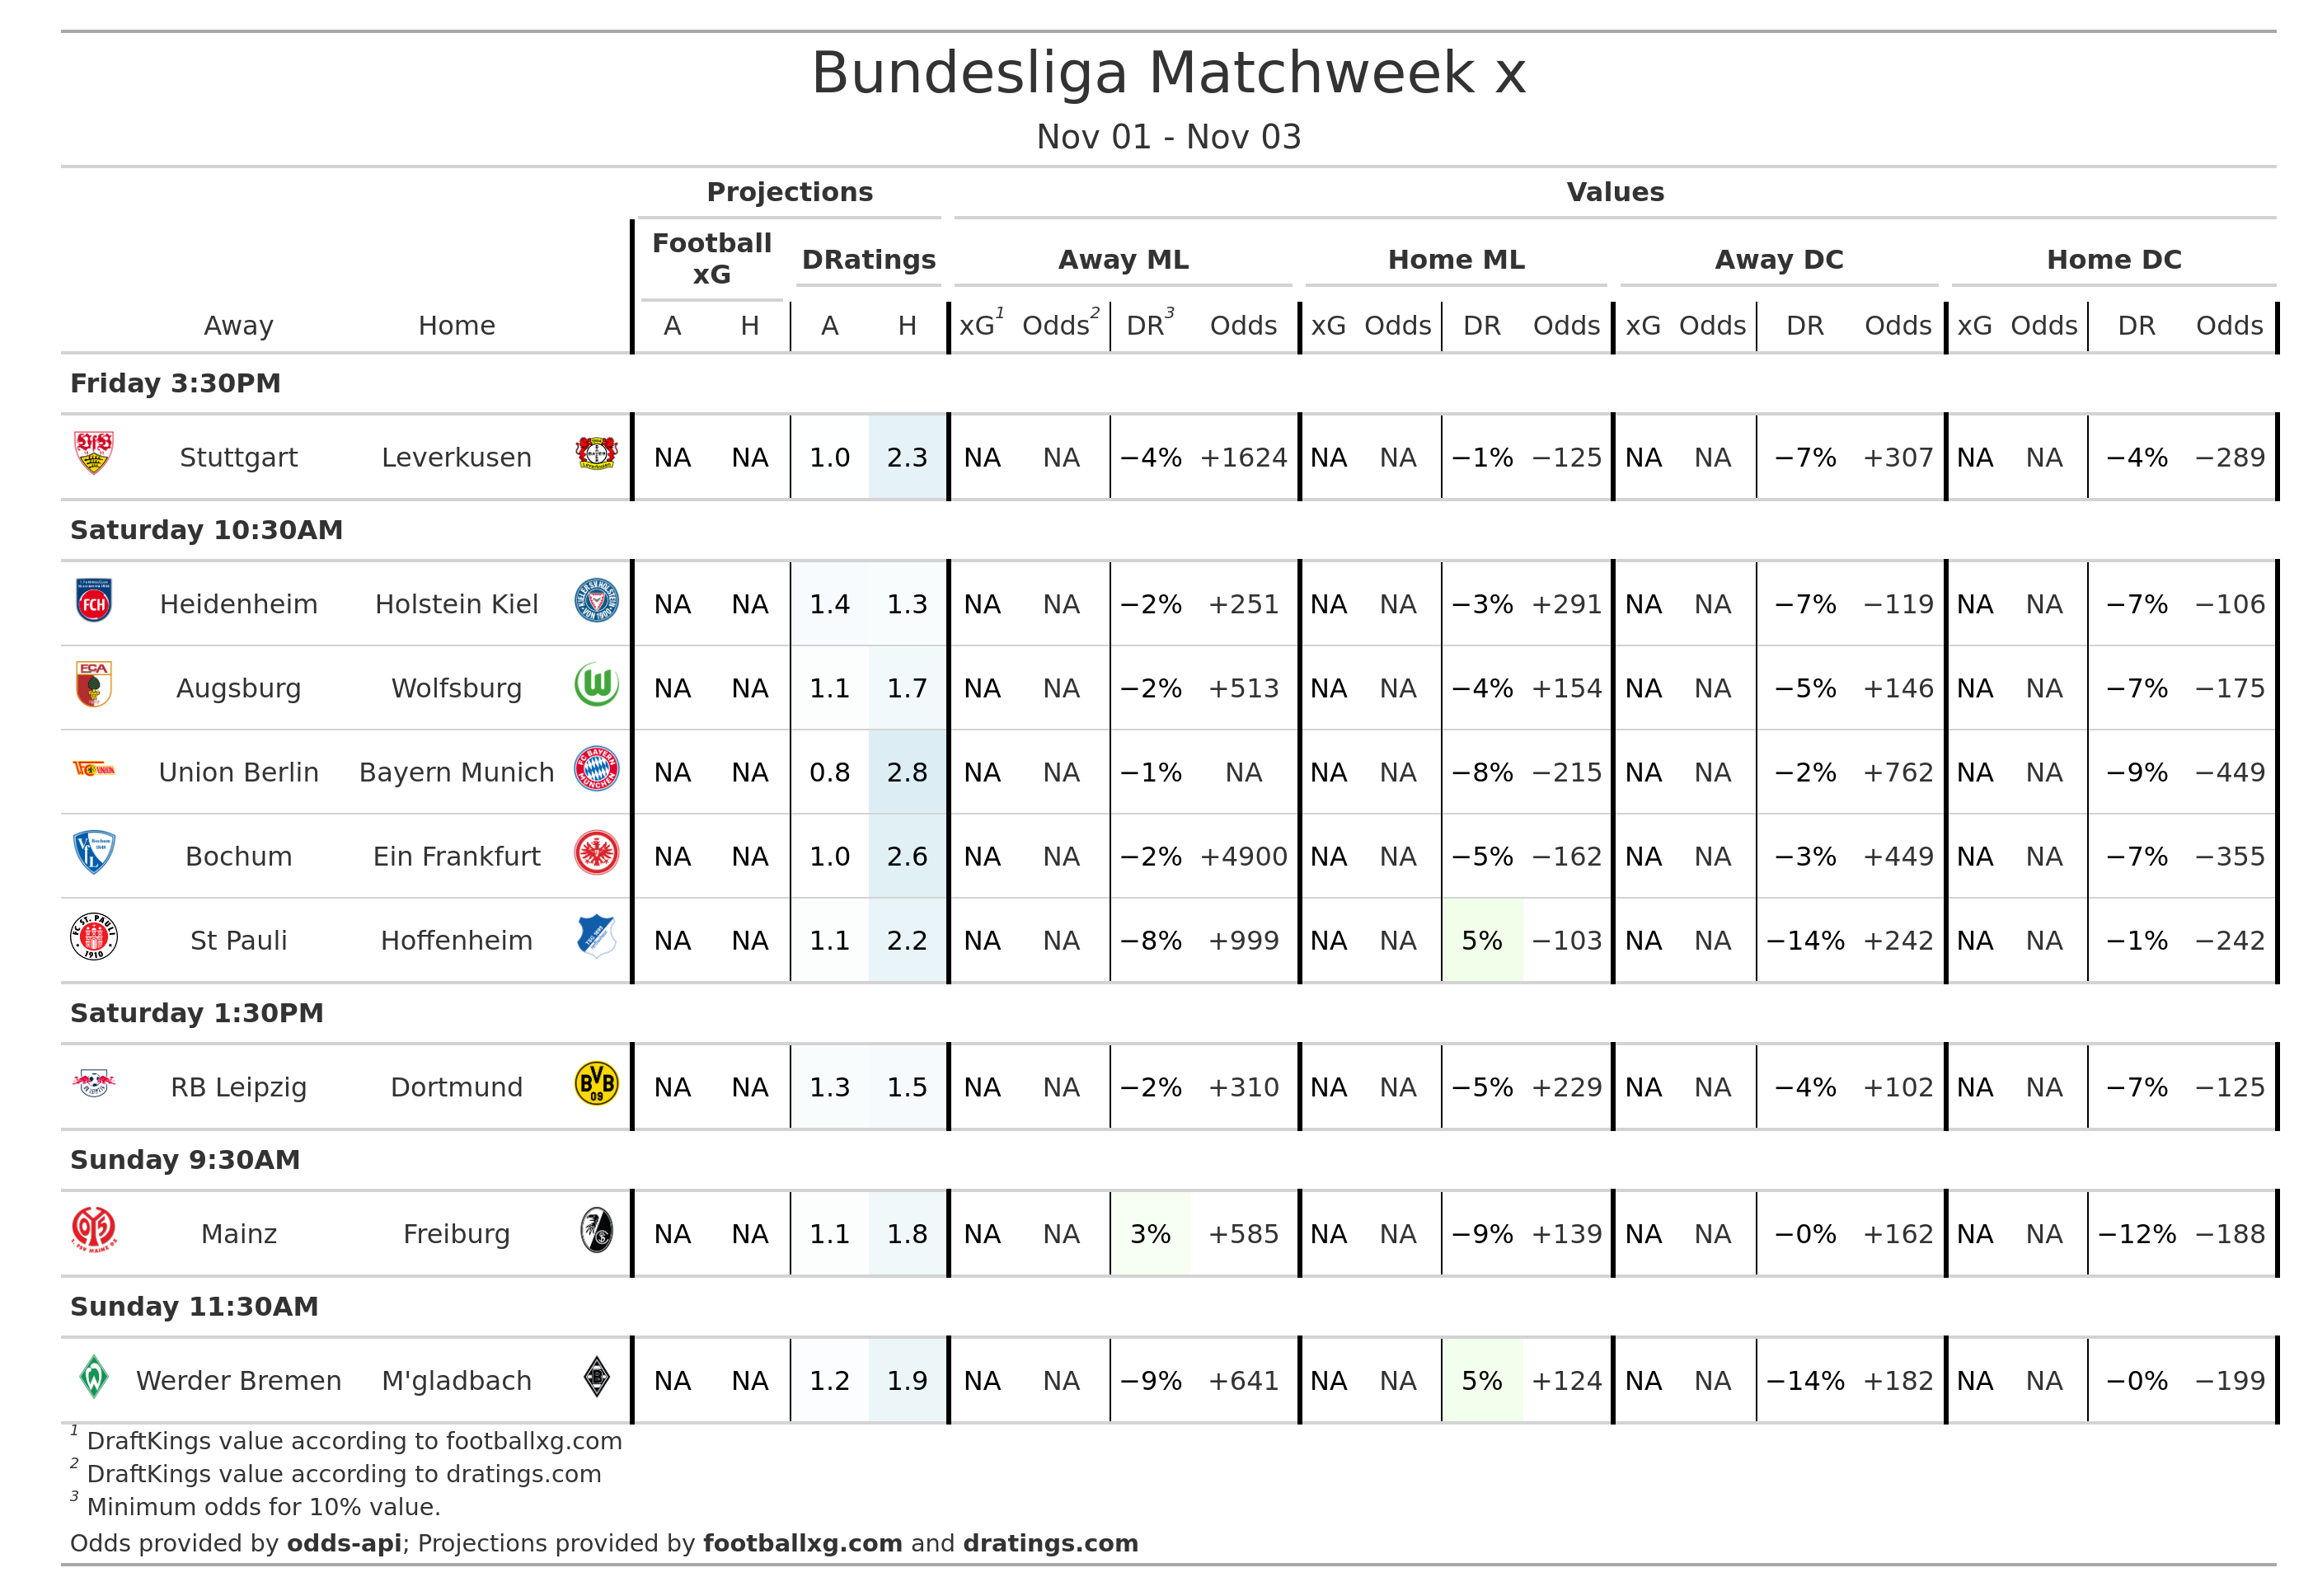 Bundesliga Matchweek x
Nov 01 - Nov 03
Projections Values
Football xG DRatings Away ML Home ML Away DC Home DC
Away Home A H A H xG1 Odds2 DR3 Odds xG Odds DR Odds xG Odds DR Odds xG Odds DR Odds
Friday 3:30PM
Stuttgart Leverkusen NA NA 1.0 2.3 NA NA −4% +1624 NA NA −1% −125 NA NA −7% +307 NA NA −4% −289
Saturday 10:30AM
Heidenheim Holstein Kiel NA NA 1.4 1.3 NA NA −2% +251 NA NA −3% +291 NA NA −7% −119 NA NA −7% −106
Augsburg Wolfsburg NA NA 1.1 1.7 NA NA −2% +513 NA NA −4% +154 NA NA −5% +146 NA NA −7% −175
Union Berlin Bayern Munich NA NA 0.8 2.8 NA NA −1% NA NA NA −8% −215 NA NA −2% +762 NA NA −9% −449
Bochum Ein Frankfurt NA NA 1.0 2.6 NA NA −2% +4900 NA NA −5% −162 NA NA −3% +449 NA NA −7% −355
St Pauli Hoffenheim NA NA 1.1 2.2 NA NA −8% +999 NA NA 5% −103 NA NA −14% +242 NA NA −1% −242
Saturday 1:30PM
RB Leipzig Dortmund NA NA 1.3 1.5 NA NA −2% +310 NA NA −5% +229 NA NA −4% +102 NA NA −7% −125
Sunday 9:30AM
Mainz Freiburg NA NA 1.1 1.8 NA NA 3% +585 NA NA −9% +139 NA NA −0% +162 NA NA −12% −188
Sunday 11:30AM
Werder Bremen M'gladbach NA NA 1.2 1.9 NA NA −9% +641 NA NA 5% +124 NA NA −14% +182 NA NA −0% −199
1 DraftKings value according to footballxg.com
2 DraftKings value according to dratings.com
3 Minimum odds for 10% value.
Odds provided by odds-api; Projections provided by footballxg.com and dratings.com